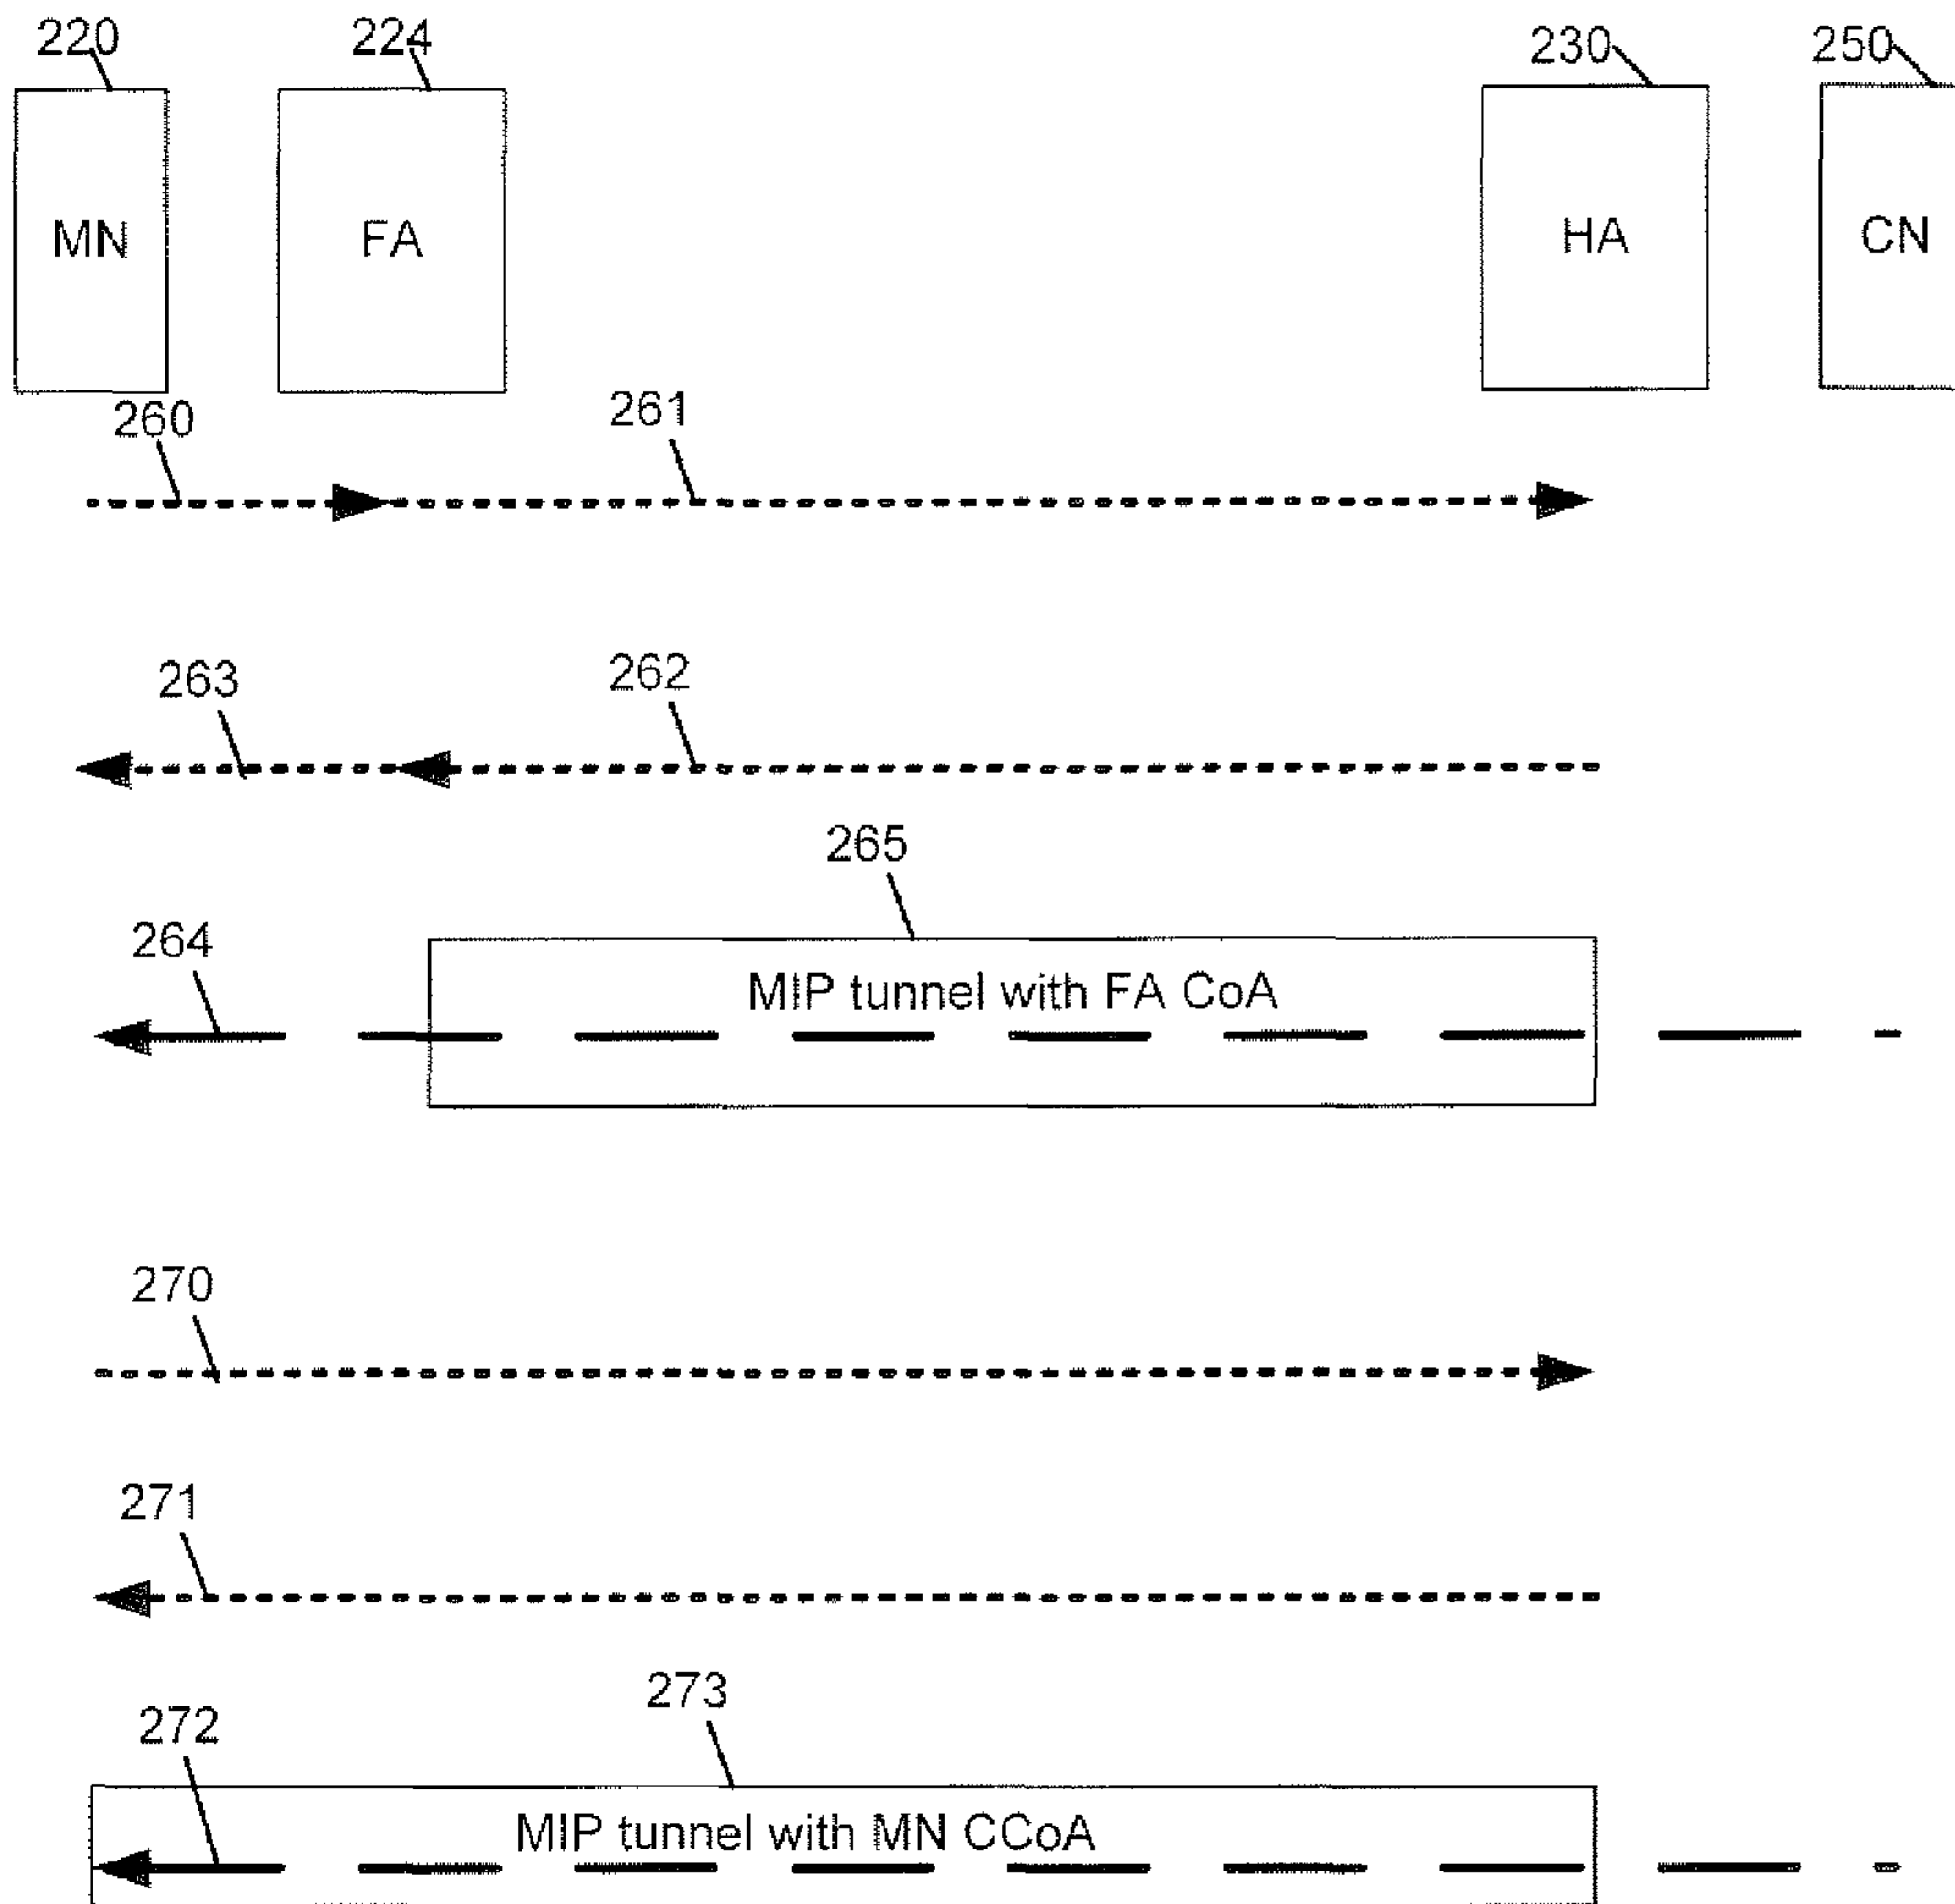 220
224
230
250
MN
FA
HA
CN
260
261
263
262
265
264
MIP tunnel with FA CoA
270
271
273
272
MIP tunnel with MN CCoA